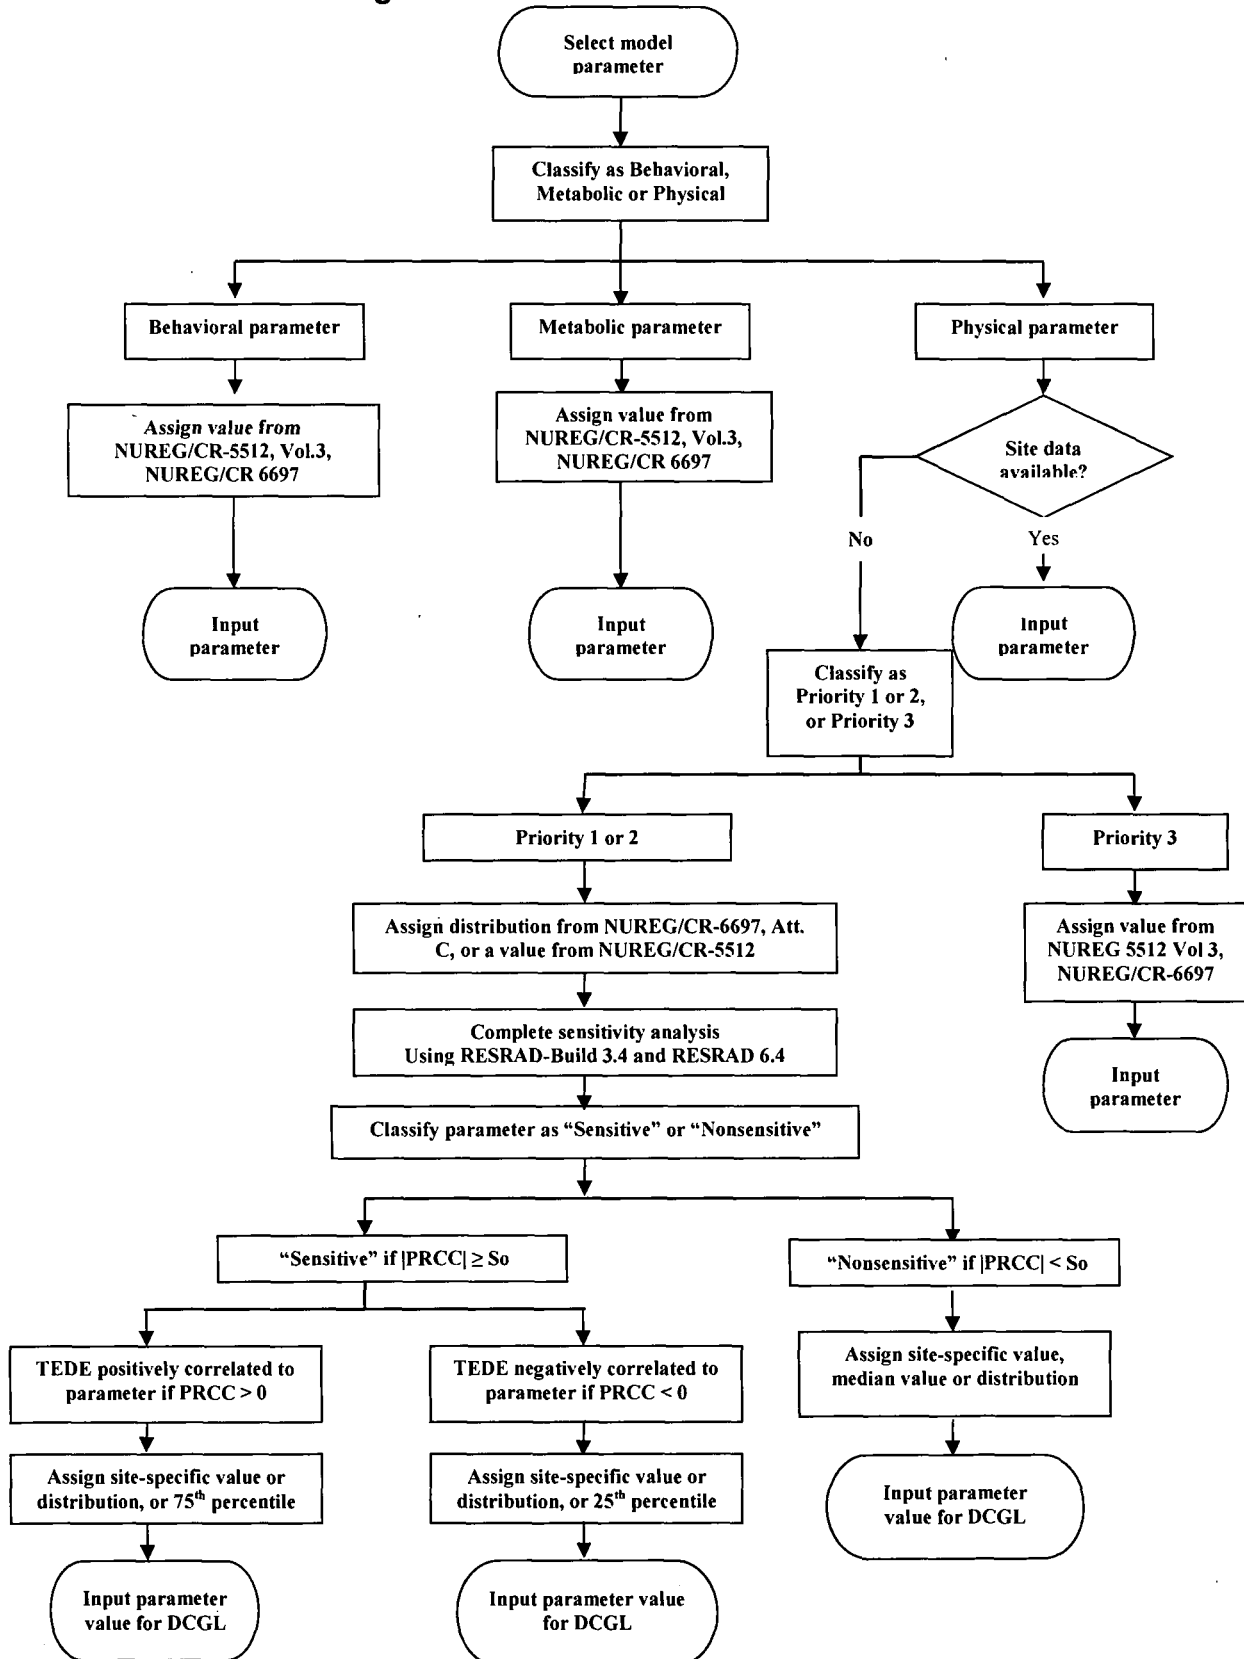 Select model
parameter
Classify as Behavioral,
Metabolic or Physical
Behavioral parameter
Metabolic parameter
Physical parameter
Assign value from
NUREG/CR-5512, Vol.3,
NUREG/CR 6697
Assign value from
NUREG/CR-5512, Vol.3,
NUREG/CR 6697
Site data
available?
No
Yes
Input
parameter
Input
parameter
Input
parameter
Classify as
Priority 1 or 2,
or Priority 3
Priority 1 or 2
Priority 3
Assign distribution from NUREG/CR-6697, Att.
C, or a value from NUREG/CR-5512
Assign value from
NUREG 5512 Vol 3,
NUREG/CR-6697
Complete sensitivity analysis
Using RESRAD-Build 3.4 and RESRAD 6.4
Input
parameter
Classify parameter as “Sensitive” or “Nonsensitive”
“Sensitive” if |PRCC| ≥ So
“Nonsensitive” if |PRCC| < So
TEDE positively correlated to
parameter if PRCC > 0
TEDE negatively correlated to
parameter if PRCC < 0
Assign site-specific value,
median value or distribution
Assign site-specific value or
distribution, or 75th percentile
Assign site-specific value or
distribution, or 25th percentile
Input parameter
value for DCGL
Input parameter
value for DCGL
Input parameter value
for DCGL